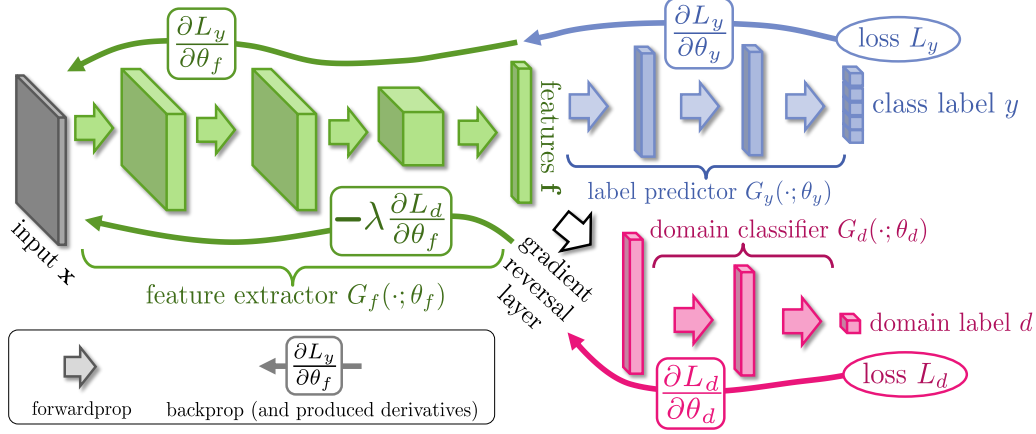 ∂L_y/∂θ_f
∂L_y/∂θ_y
loss L_y
features f
class label y
label predictor G_y(·;θ_y)
−λ ∂L_d/∂θ_f
input x
gradient
reversal
layer
domain classifier G_d(·;θ_d)
feature extractor G_f(·;θ_f)
domain label d
∂L_d/∂θ_d
loss L_d
∂L_y/∂θ_f
forwardprop
backprop (and produced derivatives)